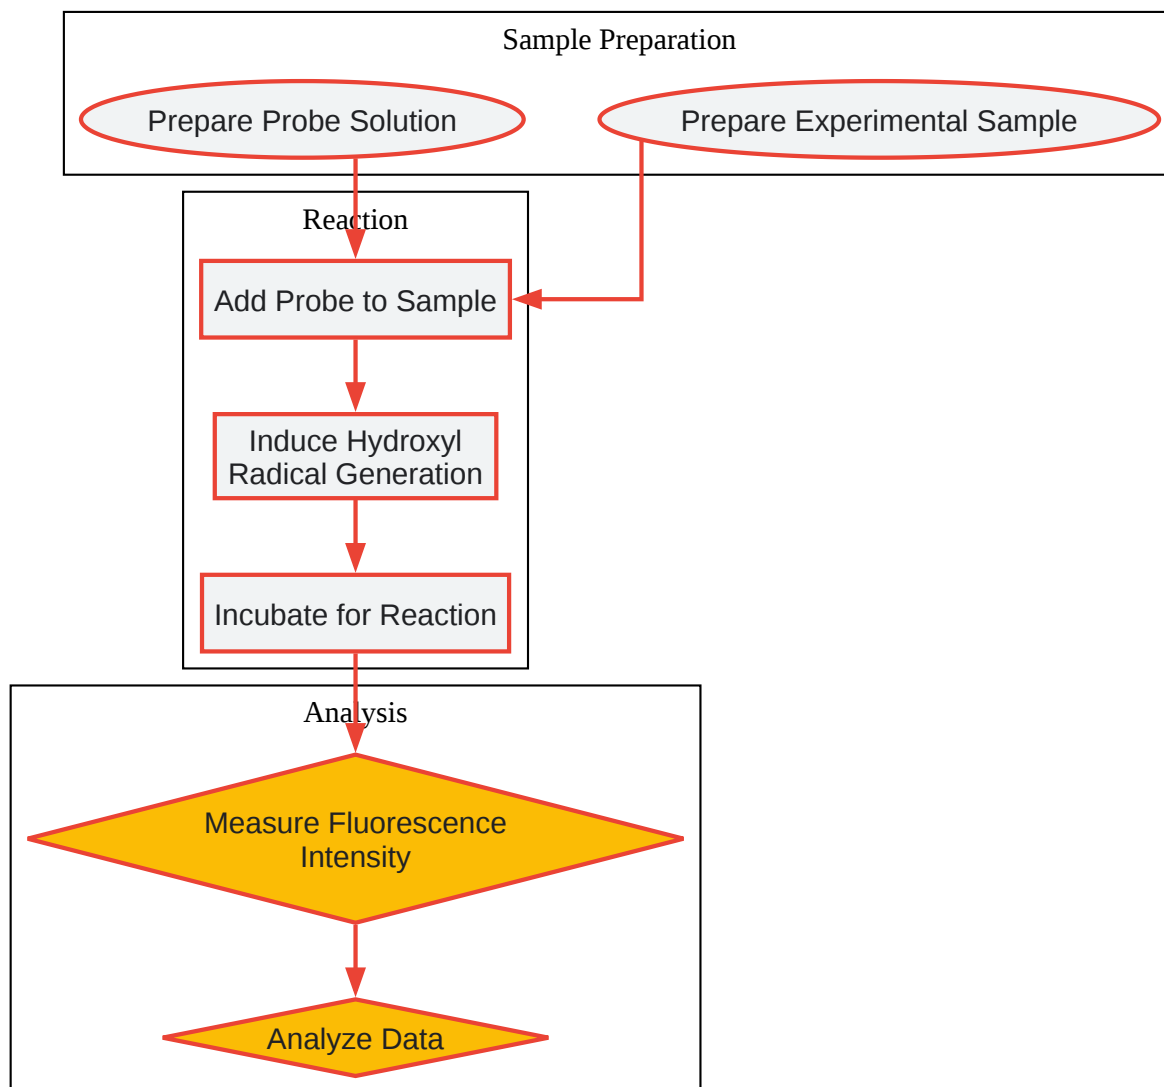 Sample Preparation
Prepare Probe Solution
Prepare Experimental Sample
Reaction
Add Probe to Sample
Induce Hydroxyl
Radical Generation
Incubate for Reaction
Analysis
Measure Fluorescence
Intensity
Analyze Data